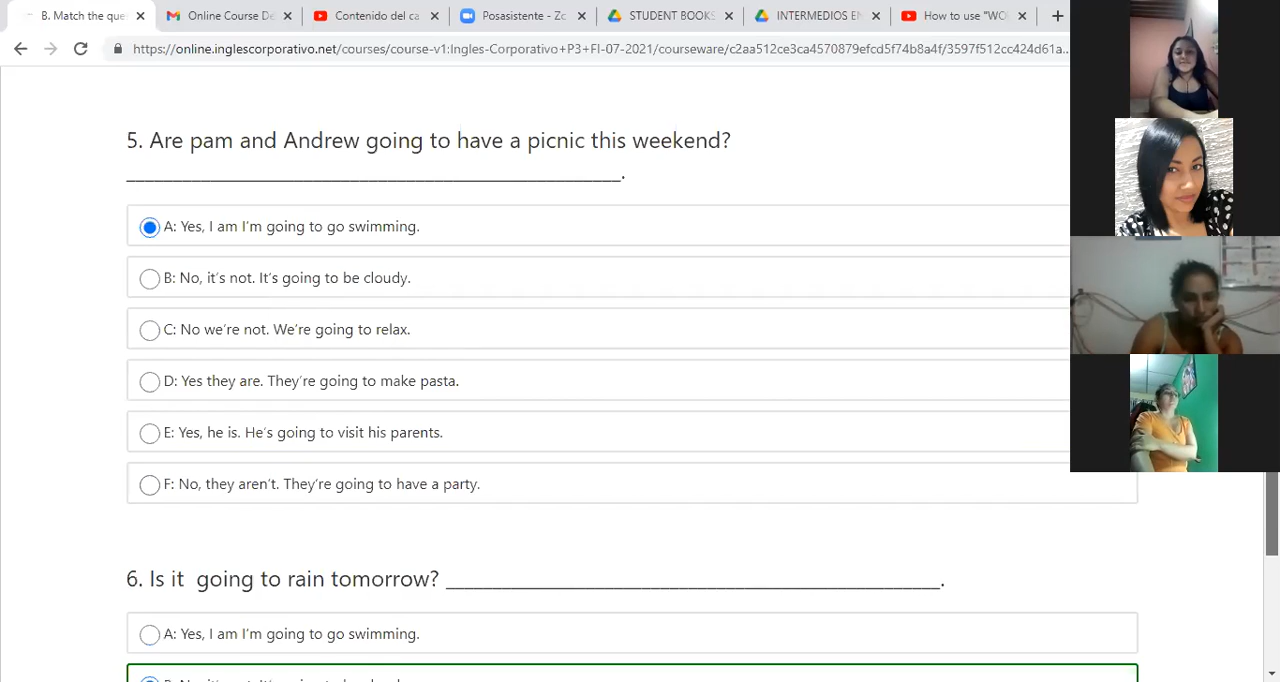 B. Match the que
Online Course De
Contenido del ca
Posasistente - Zo
STUDENT BOOKS
INTERMEDIOS EN
How to use "WO
https://online.inglescorporativo.net/courses/course-v1:Ingles-Corporativo+P3+FI-07-2021/courseware/c2aa512ce3ca4570879efcd5f74b8a4f/3597f512cc424d61a...
5. Are pam and Andrew going to have a picnic this weekend?
____________________________________________.
A: Yes, I am I'm going to go swimming.
B: No, it's not. It's going to be cloudy.
C: No we're not. We're going to relax.
D: Yes they are. They're going to make pasta.
E: Yes, he is. He's going to visit his parents.
F: No, they aren't. They're going to have a party.
6. Is it going to rain tomorrow? ____________________________________________.
A: Yes, I am I'm going to go swimming.